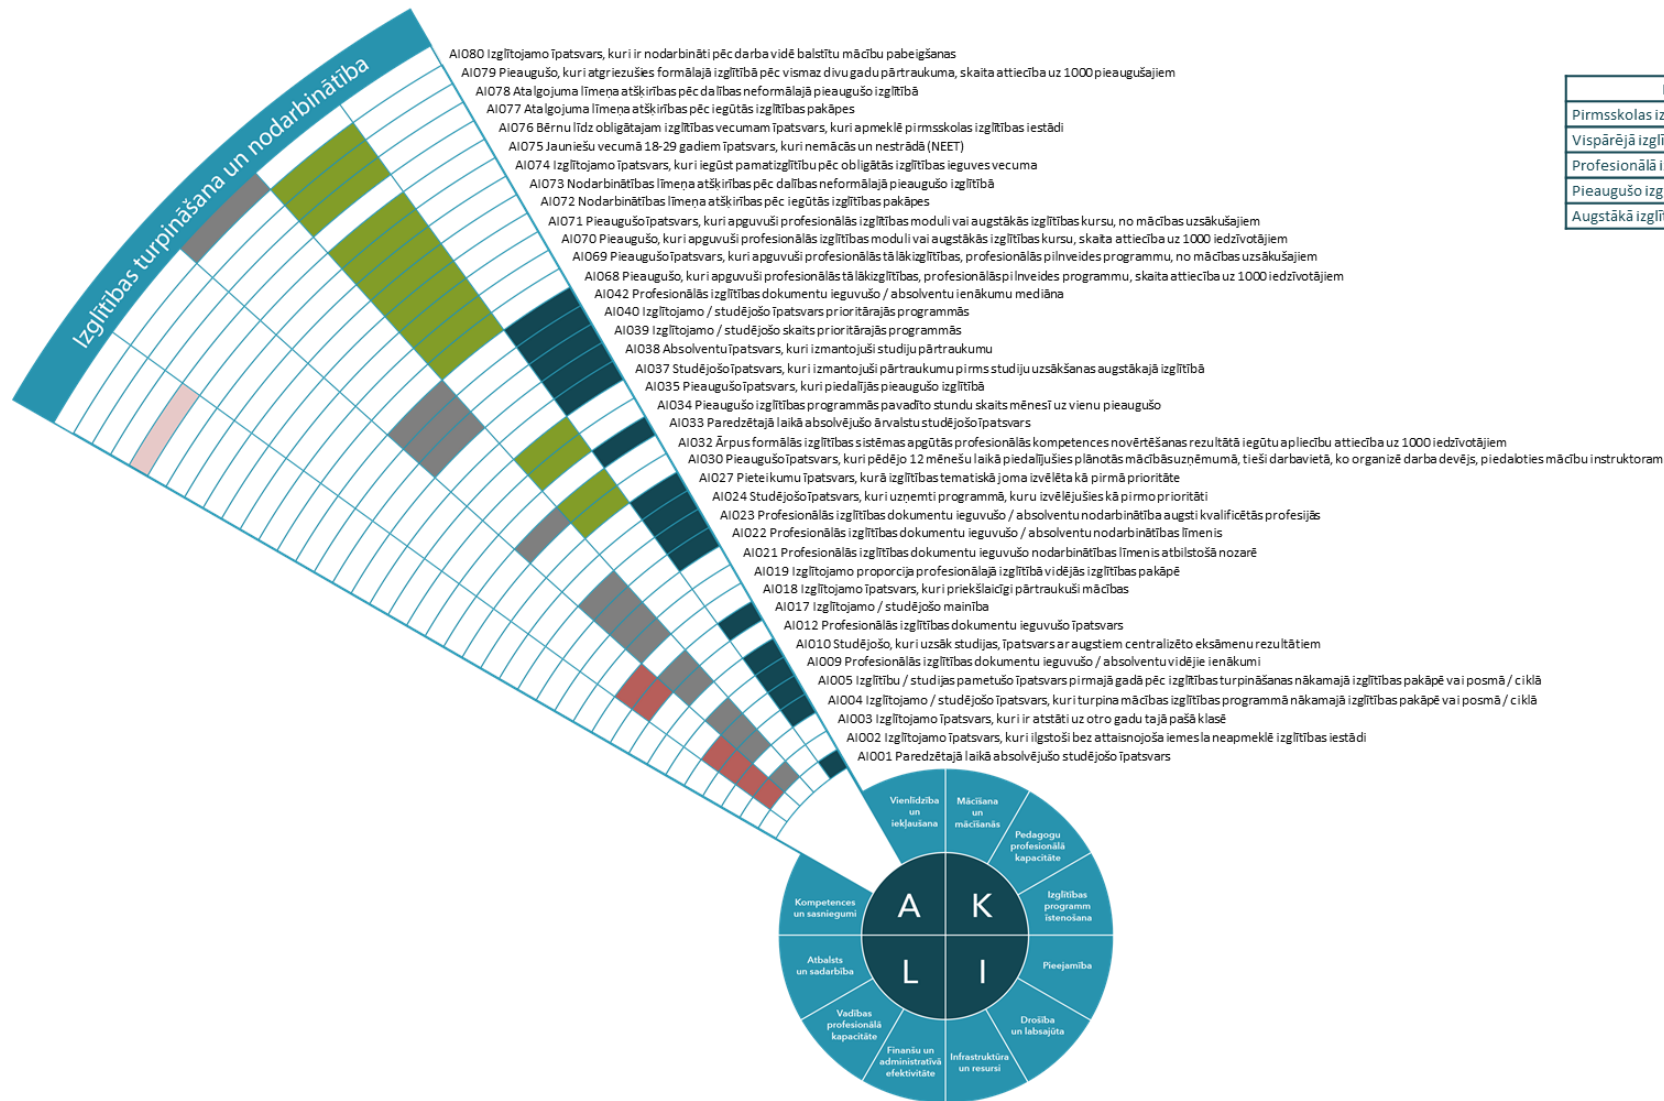 Izglītības turpināšana un nodarbinātība
AI080 Izglītojamo īpatsvars, kuri ir nodarbināti pēc darba vidē balstītu mācību pabeigšanas
AI079 Pieaugušo, kuri atgriezušies formālajā izglītībā pēc vismaz divu gadu pārtraukuma, skaita attiecība uz 1000 pieaugušajiem
AI078 Atalgojuma līmeņa atšķirības pēc dalības neformālajā pieaugušo izglītībā
AI077 Atalgojuma līmeņa atšķirības pēc iegūtās izglītības pakāpes
AI076 Bērnu līdz obligātajam izglītības vecumam īpatsvars, kuri apmeklē pirmsskolas izglītības iestādi
AI075 Jauniešu vecumā 18-29 gadiem īpatsvars, kuri nemācās un nestrādā (NEET)
AI074 Izglītojamo īpatsvars, kuri iegūst pamatizglītību pēc obligātās izglītības ieguves vecuma
AI073 Nodarbinātības līmeņa atšķirības pēc dalības neformālajā pieaugušo izglītībā
AI072 Nodarbinātības līmeņa atšķirības pēc iegūtās izglītības pakāpes
AI071 Pieaugušo īpatsvars, kuri apguvuši profesionālās izglītības moduli vai augstākās izglītības kursu, no mācības uzsākušajiem
AI070 Pieaugušo, kuri apguvuši profesionālās izglītības moduli vai augstākās izglītības kursu, skaita attiecība uz 1000 iedzīvotājiem
AI069 Pieaugušo īpatsvars, kuri apguvuši profesionālās tālākizglītības, profesionālās pilnveides programmu, no mācības uzsākušajiem
AI068 Pieaugušo, kuri apguvuši profesionālās tālākizglītības, profesionālās pilnveides programmu, skaita attiecība uz 1000 iedzīvotājiem
AI042 Profesionālās izglītības dokumentu ieguvušo / absolventu ienākumu mediāna
AI040 Izglītojamo / studējošo īpatsvars prioritārajās programmās
AI039 Izglītojamo / studējošo skaits prioritārajās programmās
AI038 Absolventu īpatsvars, kuri izmantojuši studiju pārtraukumu
AI037 Studējošo īpatsvars, kuri izmantojuši pārtraukumu pirms studiju uzsākšanas augstākajā izglītībā
AI035 Pieaugušo īpatsvars, kuri piedalījās pieaugušo izglītībā
AI034 Pieaugušo izglītības programmās pavadīto stundu skaits mēnesī uz vienu pieaugušo
AI033 Paredzētajā laikā absolvējušo ārvalstu studējošo īpatsvars
AI032 Ārpus formālās izglītības sistēmas apgūtās profesionālās kompetences novērtēšanas rezultātā iegūtu apliecību attiecība uz 1000 iedzīvotājiem
AI030 Pieaugušo īpatsvars, kuri pēdējo 12 mēnešu laikā piedalījušies plānotās mācībās uzņēmumā, tieši darbavietā, ko organizē darba devējs, piedaloties mācību instruktoram
AI027 Pieteikumu īpatsvars, kurā izglītības tematiskā joma izvēlēta kā pirmā prioritāte
AI024 Studējošo īpatsvars, kuri uzņemti programmā, kuru izvēlējušies kā pirmo prioritāti
AI023 Profesionālās izglītības dokumentu ieguvušo / absolventu nodarbinātība augsti kvalificētās profesijās
AI022 Profesionālās izglītības dokumentu ieguvušo / absolventu nodarbinātības līmenis
AI021 Profesionālās izglītības dokumentu ieguvušo nodarbinātības līmenis atbilstošā nozarē
AI019 Izglītojamo proporcija profesionālajā izglītībā vidējās izglītības pakāpē
AI018 Izglītojamo īpatsvars, kuri priekšlaicīgi pārtraukuši mācības
AI017 Izglītojamo / studējošo mainība
AI012 Profesionālās izglītības dokumentu ieguvušo īpatsvars
AI010 Studējošo, kuri uzsāk studijas, īpatsvars ar augstiem centralizēto eksāmenu rezultātiem
AI009 Profesionālās izglītības dokumentu ieguvušo / absolventu vidējie ienākumi
AI005 Izglītību / studijas pametušo īpatsvars pirmajā gadā pēc izglītības turpināšanas nākamajā izglītības pakāpē vai posmā / ciklā
AI004 Izglītojamo / studējošo īpatsvars, kuri turpina mācības izglītības programmā nākamajā izglītības pakāpē vai posmā / ciklā
AI003 Izglītojamo īpatsvars, kuri ir atstāti uz otro gadu tajā pašā klasē
AI002 Izglītojamo īpatsvars, kuri ilgstoši bez attaisnojoša iemesla neapmeklē izglītības iestādi
AI001 Paredzētajā laikā absolvējušo studējošo īpatsvars
Pirmsskolas iz
Vispārējā izglī
Profesionālā i
Pieaugušo izg
Augstākā izglī
Vienlīdzība
un
iekļaušana
Mācīšana
un
mācīšanās
Pedagogu
profesionālā
kapacitāte
Izglītības
programm
īstenošana
Pieejamība
Drošība
un labsajūta
Infrastruktūra
un resursi
Finanšu un
administratīvā
efektivitāte
Vadības
profesionālā
kapacitāte
Atbalsts
un sadarbība
Kompetences
un sasniegumi
A K
L I